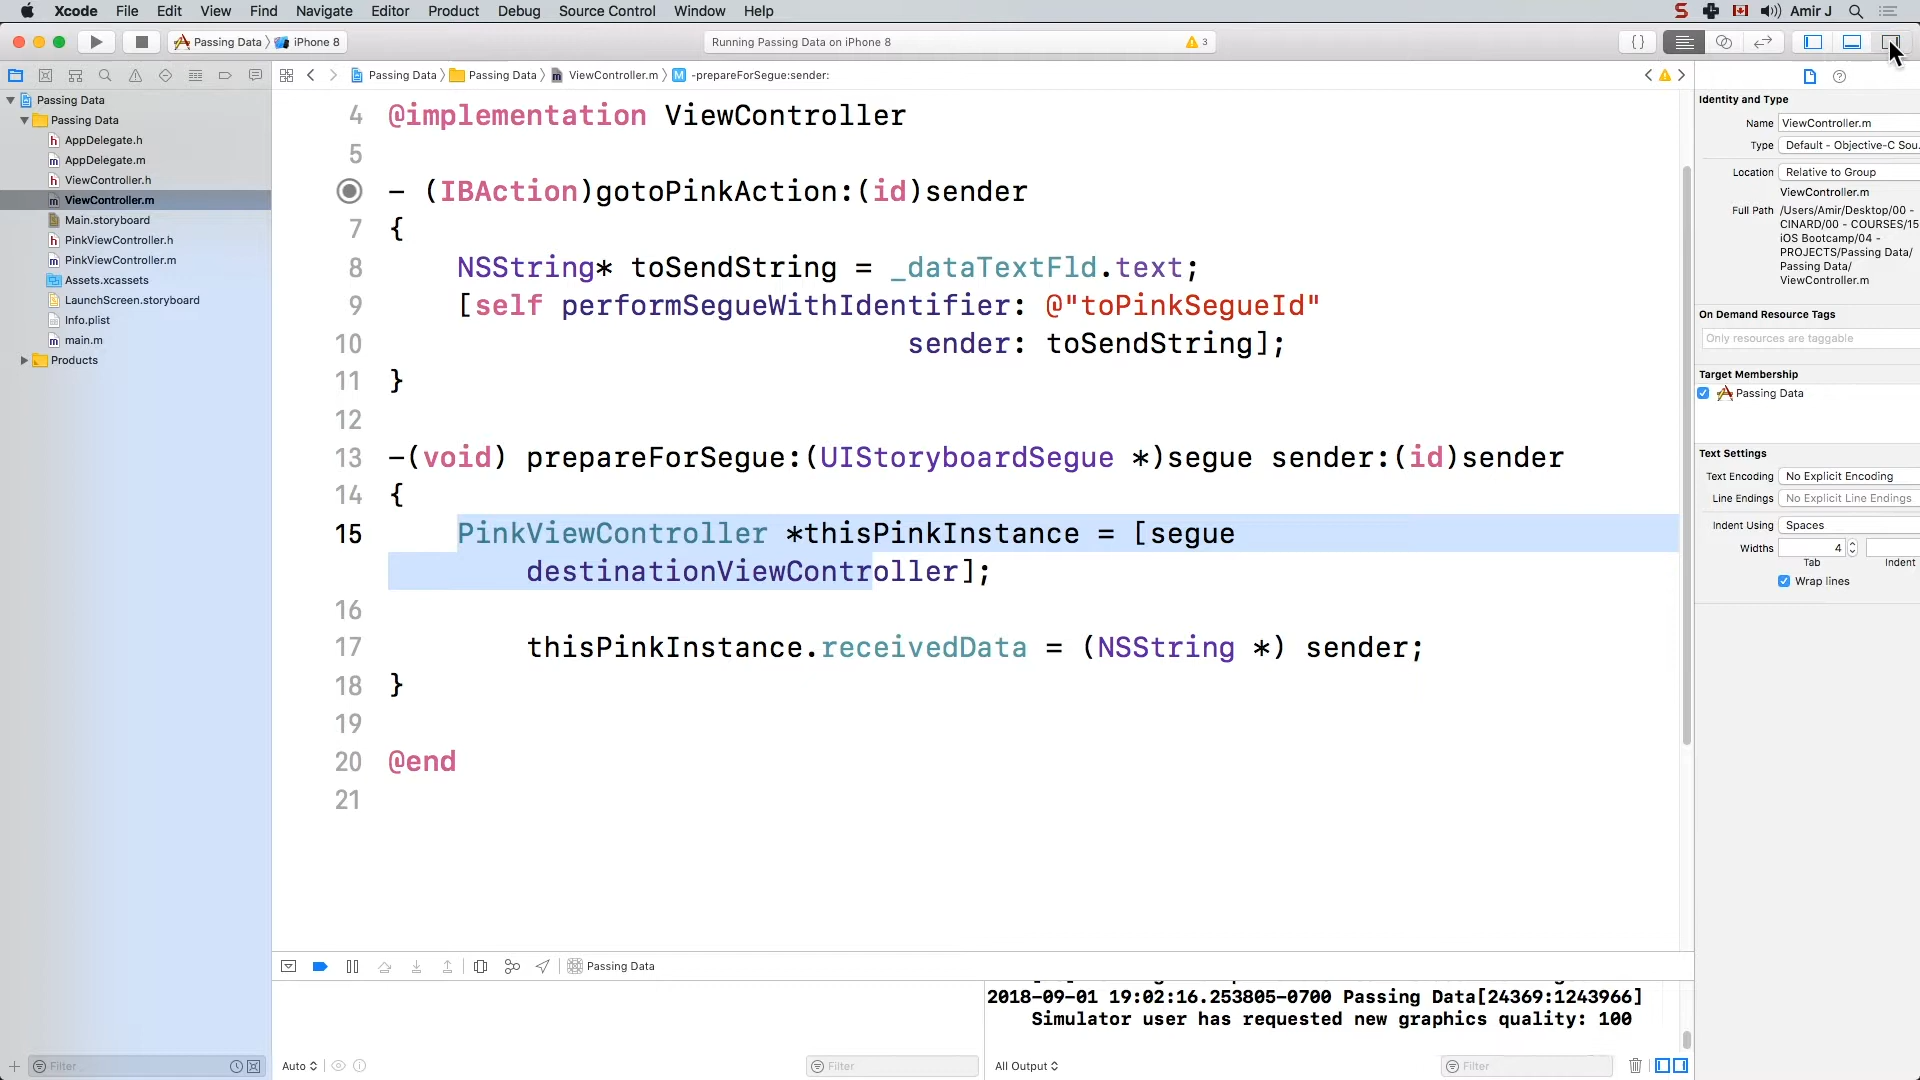 Xcode File Edit View Find Navigate Editor Product Debug Source Control Window Help Amir J
Passing Data iPhone 8 Running Passing Data on iPhone 8 3 {}
Passing Data Passing Data ViewController.m M -prepareForSegue:sender:
Passing Data
Passing Data
AppDelegate.h
AppDelegate.m
ViewController.h
ViewController.m
Main.storyboard
PinkViewController.h
PinkViewController.m
Assets.xcassets
LaunchScreen.storyboard
Info.plist
main.m
Products
Filter
4 @implementation ViewController
5
- (IBAction)gotoPinkAction:(id)sender
7 {
8 NSString* toSendString = _dataTextFld.text;
9 [self performSegueWithIdentifier: @"toPinkSegueId"
10 sender: toSendString];
11 }
12
13 -(void) prepareForSegue:(UIStoryboardSegue *)segue sender:(id)sender
14 {
15 PinkViewController *thisPinkInstance = [segue
destinationViewController];
16
17 thisPinkInstance.receivedData = (NSString *) sender;
18 }
19
20 @end
21
Passing Data
2018-09-01 19:02:16.253805-0700 Passing Data[24369:1243966]
Simulator user has requested new graphics quality: 100
Auto Filter All Output Filter
Identity and Type
Name ViewController.m
Type Default - Objective-C Sou.
Location Relative to Group
ViewController.m
Full Path /Users/Amir/Desktop/00 -
CINARD/00 - COURSES/15
iOS Bootcamp/04 -
PROJECTS/Passing Data/
Passing Data/
ViewController.m
On Demand Resource Tags
Only resources are taggable
Target Membership
Passing Data
Text Settings
Text Encoding No Explicit Encoding
Line Endings No Explicit Line Endings
Indent Using Spaces
Widths 4
Tab Indent
Wrap lines